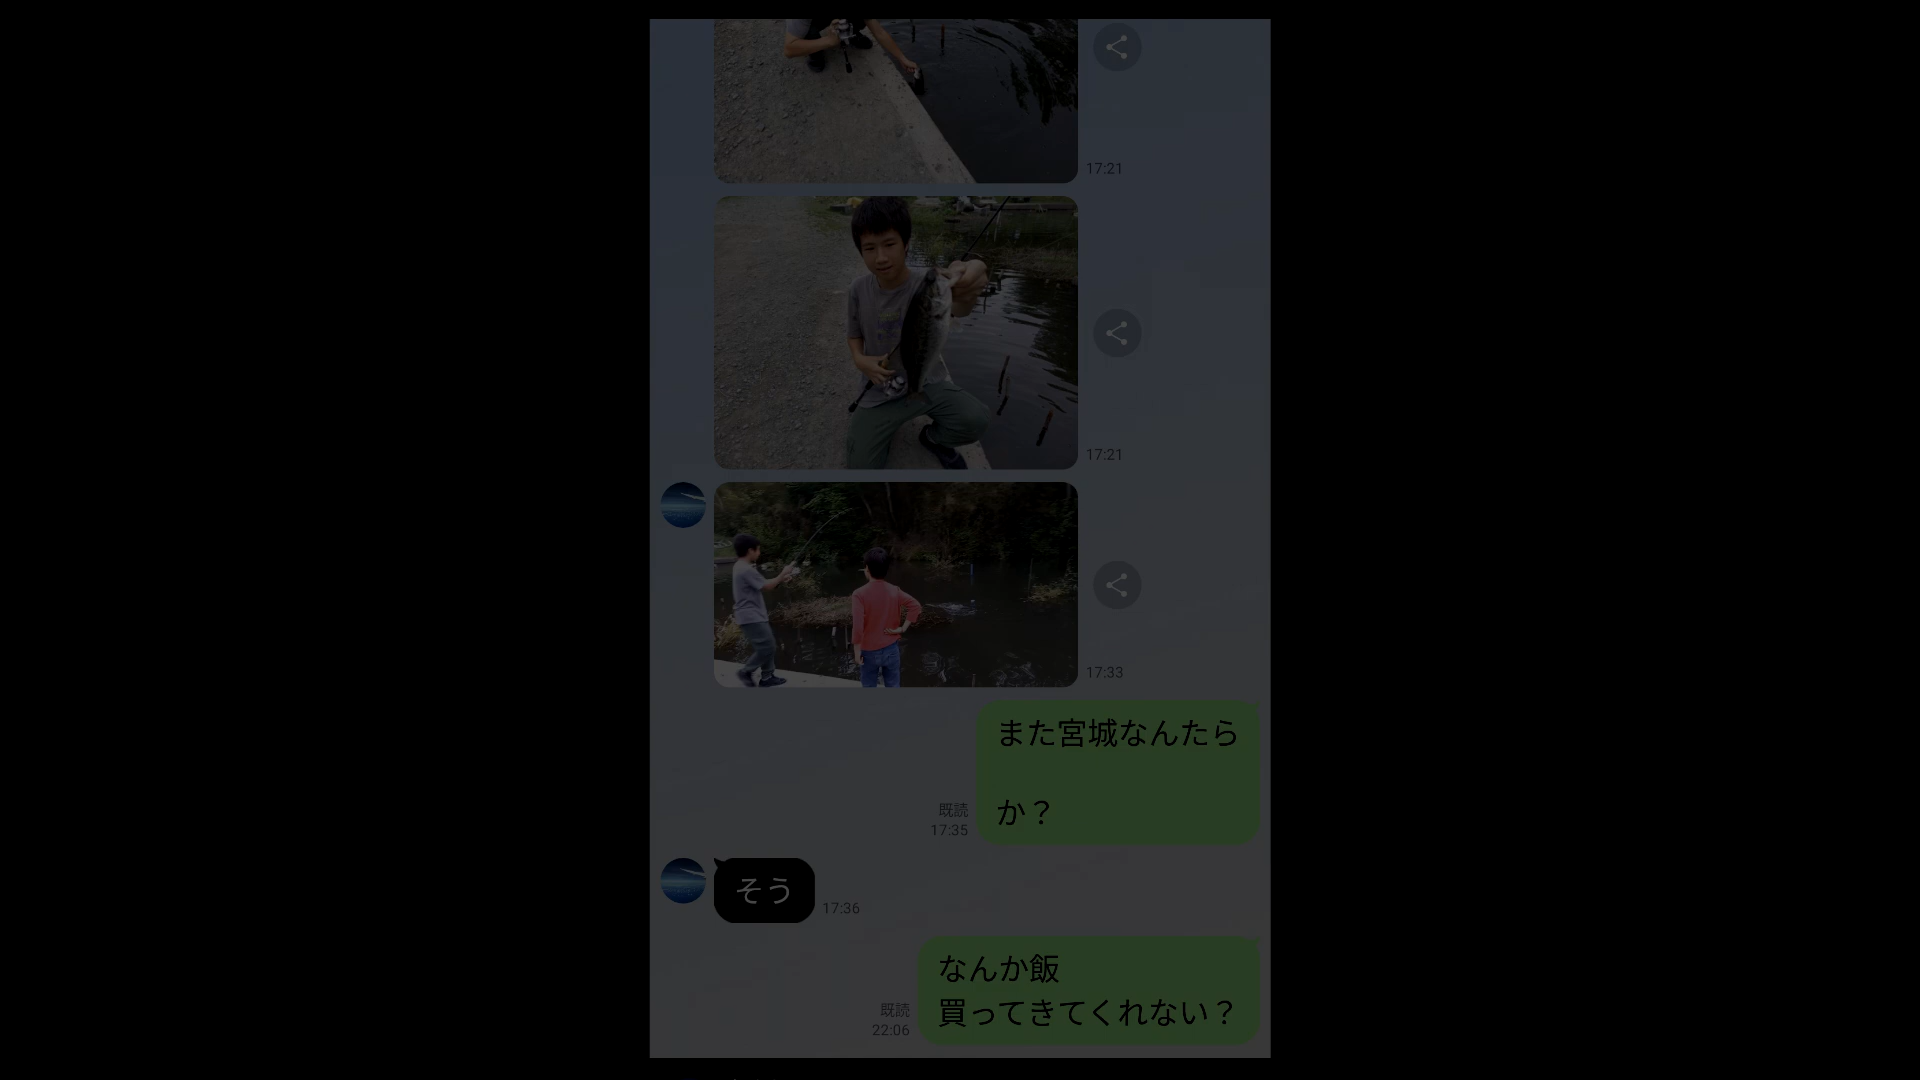 17:21
17:21
17:33
また宮城なんたら
か？
既読
17:35
そう
17:36
なんか飯
買ってきてくれない？
既読
22:06